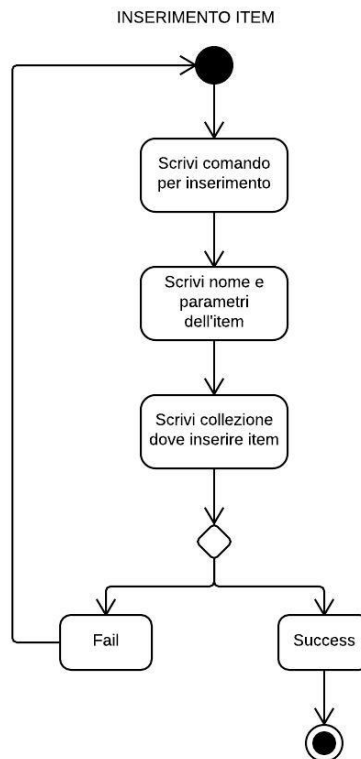 INSERIMENTO ITEM
Scrivi comando
per inserimento
Scrivi nome e
parametri
dell'item
Scrivi collezione
dove inserire item
Fail
Success